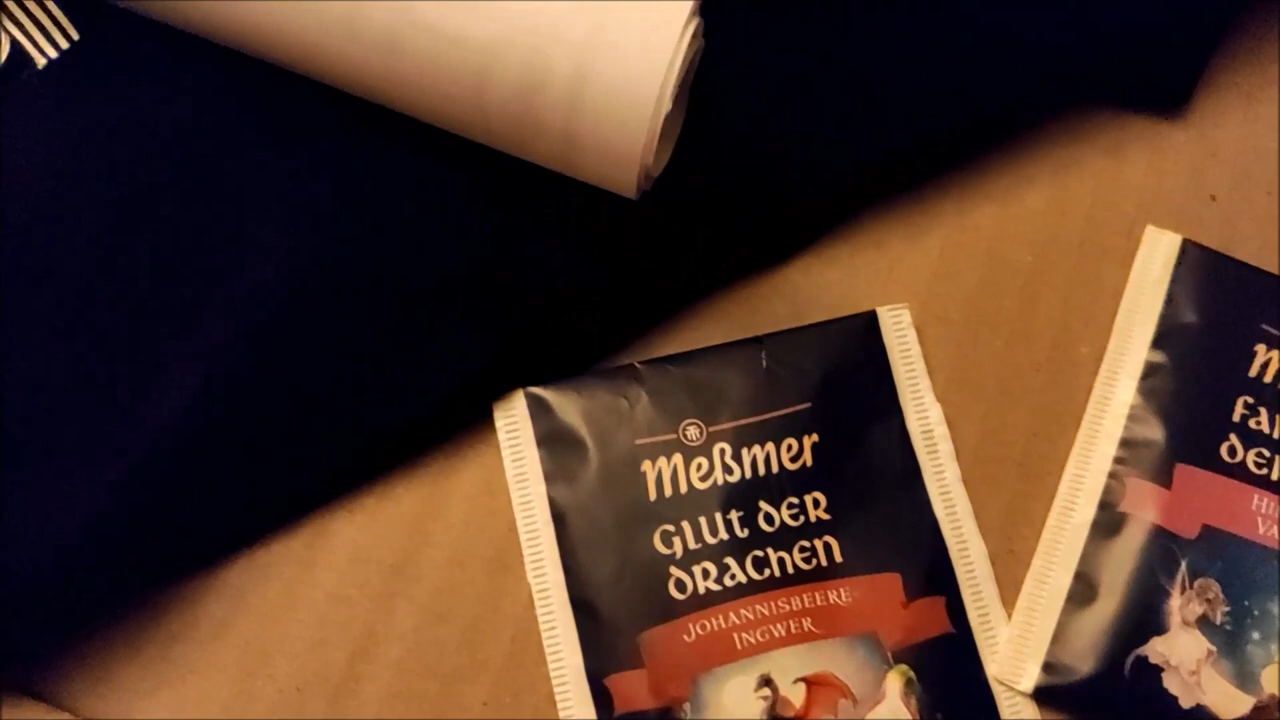 Meßmer
GLUT DER
DRACHEN
JOHANNISBEERE-
INGWER